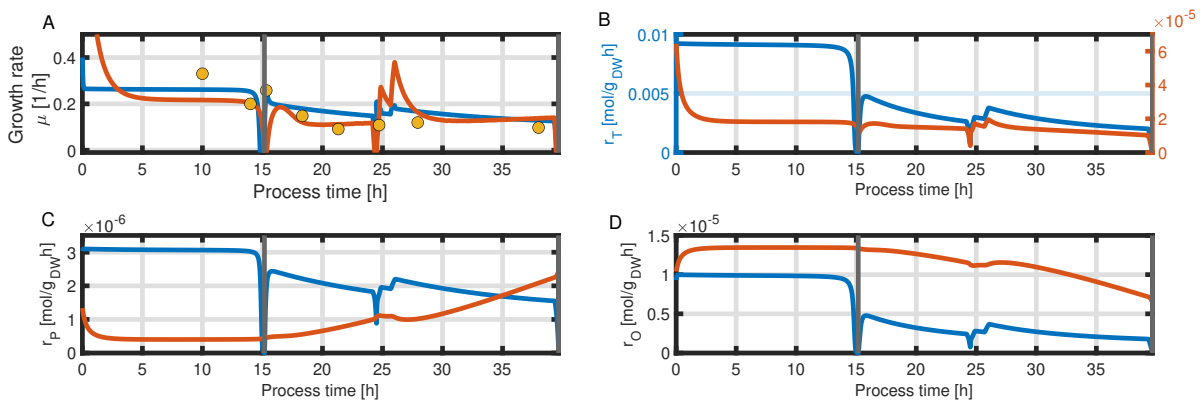 A
Growth rate
μ [1/h]
0.4
0.2
0
0 5 10 15 20 25 30 35
Process time [h]
B
×10^-5
r_T [mol/g_DW h]
0.01
0.005
0
6
4
2
0
0 5 10 15 20 25 30 35
Process time [h]
C
×10^-6
r_P [mol/g_DW h]
3
2
1
0
0 5 10 15 20 25 30 35
Process time [h]
D
×10^-5
r_O [mol/g_DW h]
1.5
1
0.5
0
0 5 10 15 20 25 30 35
Process time [h]